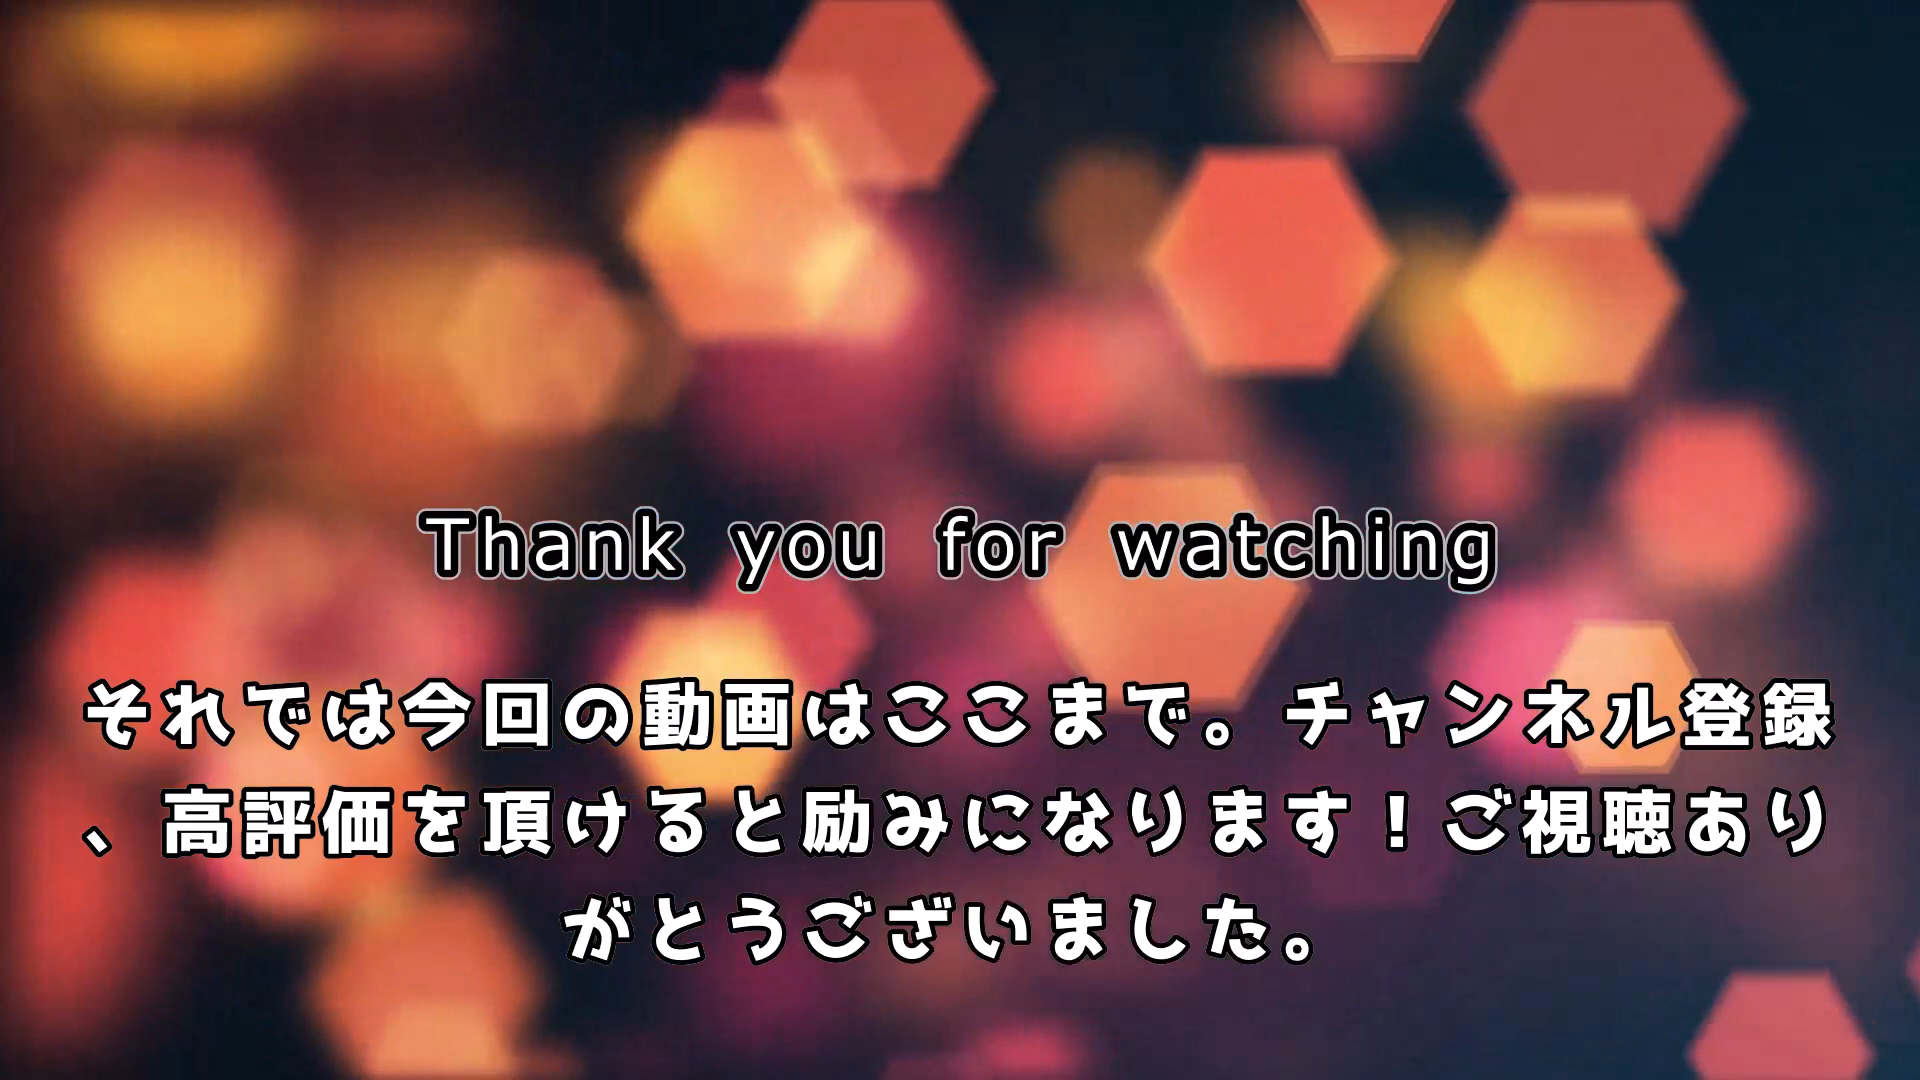 Thank you for watching
それでは今回の動画はここまで。チャンネル登録
、高評価を頂けると励みになります！ご視聴あり
がとうございました。